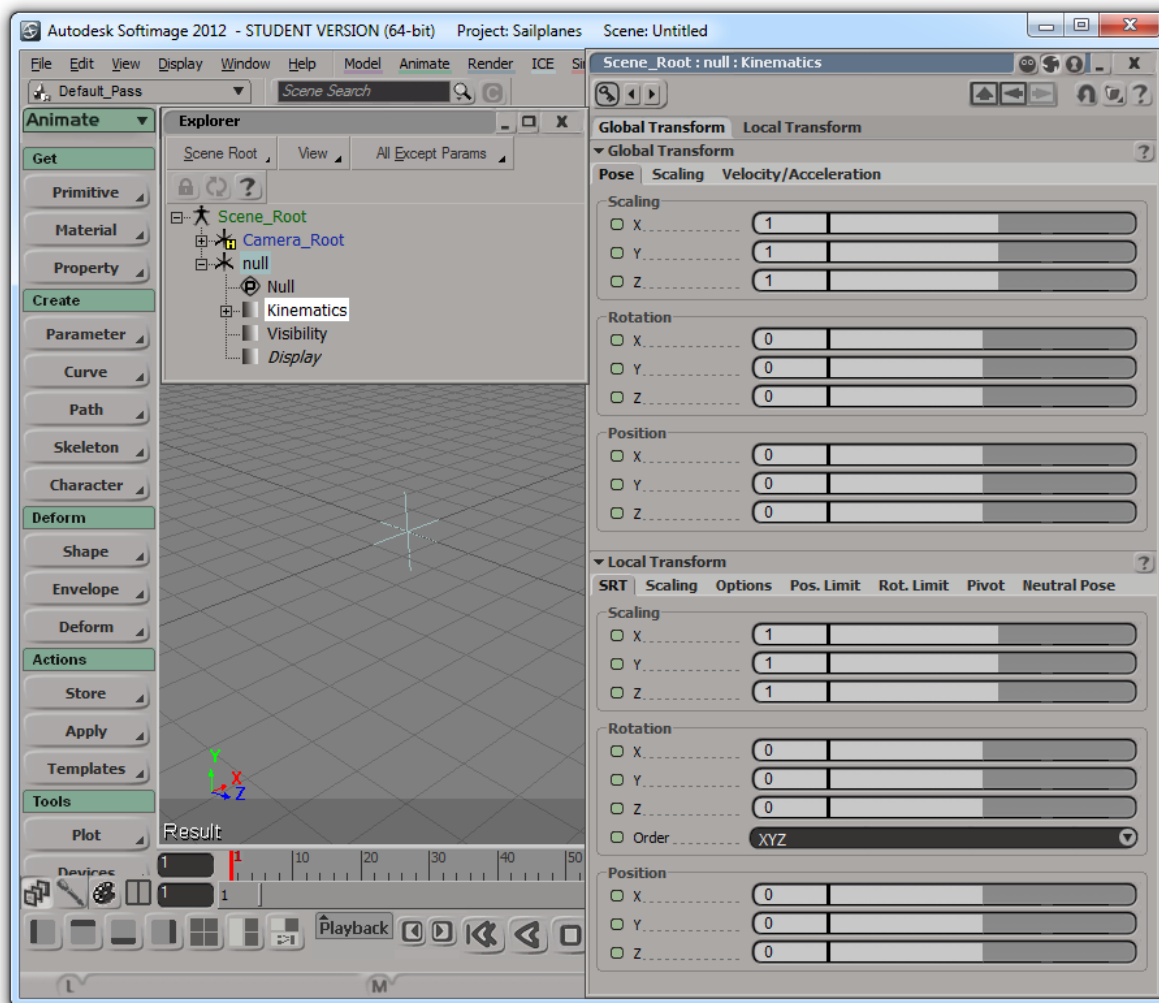 Autodesk Softimage 2012 - STUDENT VERSION (64-bit) Project: Sailplanes Scene: Untitled
File Edit View Display Window Help Model Animate Render ICE
Default_Pass Scene Search
Animate
Get
Primitive
Material
Property
Create
Parameter
Curve
Path
Skeleton
Character
Deform
Shape
Envelope
Deform
Actions
Store
Apply
Templates
Tools
Plot
Devices
Explorer
Scene Root View All Except Params
?
Scene_Root
Camera_Root
null
Null
Kinematics
Visibility
Display
Y
X
Z
Result
1 1 10 20 30 40 50
1 1
Playback
L M
Scene_Root : null : Kinematics
Global Transform Local Transform
Global Transform ?
Pose Scaling Velocity/Acceleration
Scaling
X 1
Y 1
Z 1
Rotation
X 0
Y 0
Z 0
Position
X 0
Y 0
Z 0
Local Transform ?
SRT Scaling Options Pos. Limit Rot. Limit Pivot Neutral Pose
Scaling
X 1
Y 1
Z 1
Rotation
X 0
Y 0
Z 0
Order XYZ
Position
X 0
Y 0
Z 0